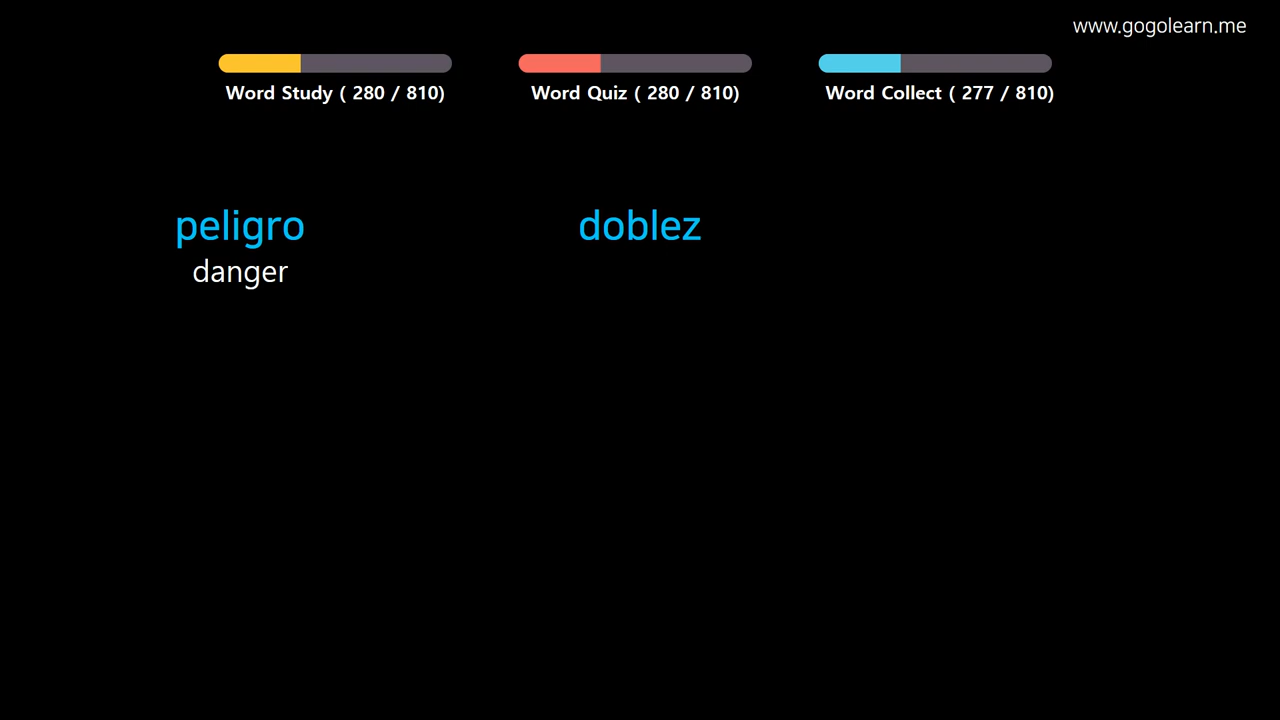 www.gogolearn.me
Word Study ( 280 / 810)
Word Quiz ( 280 / 810)
Word Collect ( 277 / 810)
peligro
danger
doblez